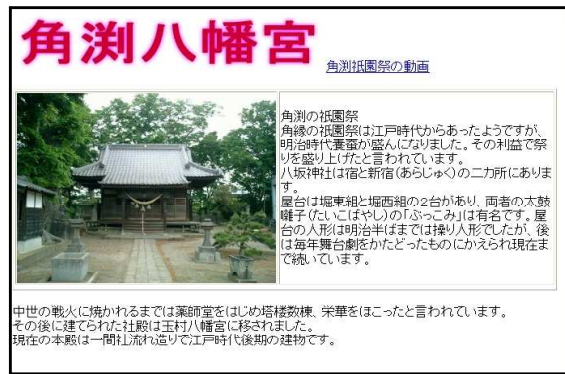 角渕八幡宮
角渕祇園祭の動画
角渕の祇園祭
角縁の祇園祭は江戸時代からあったようですが、
明治時代養蚕が盛んになりました。その利益で祭
りを盛り上げたと言われています。
八坂神社は宿と新宿(あらじゅく)の二カ所にありま
す。
屋台は堀東組と堀西組の2台があり、両者の太鼓
囃子(たいこばやし)の「ぶっこみ」は有名です。屋
台の人形は明治半ばまでは操り人形でしたが、後
は毎年舞台劇をかたどったものにかえられ現在ま
で続いています。
中世の戦火に焼かれるまでは薬師堂をはじめ塔楼数棟、栄華をほこったと言われています。
その後に建てられた社殿は玉村八幡宮に移されました。
現在の本殿は一間社流れ造りで江戸時代後期の建物です。